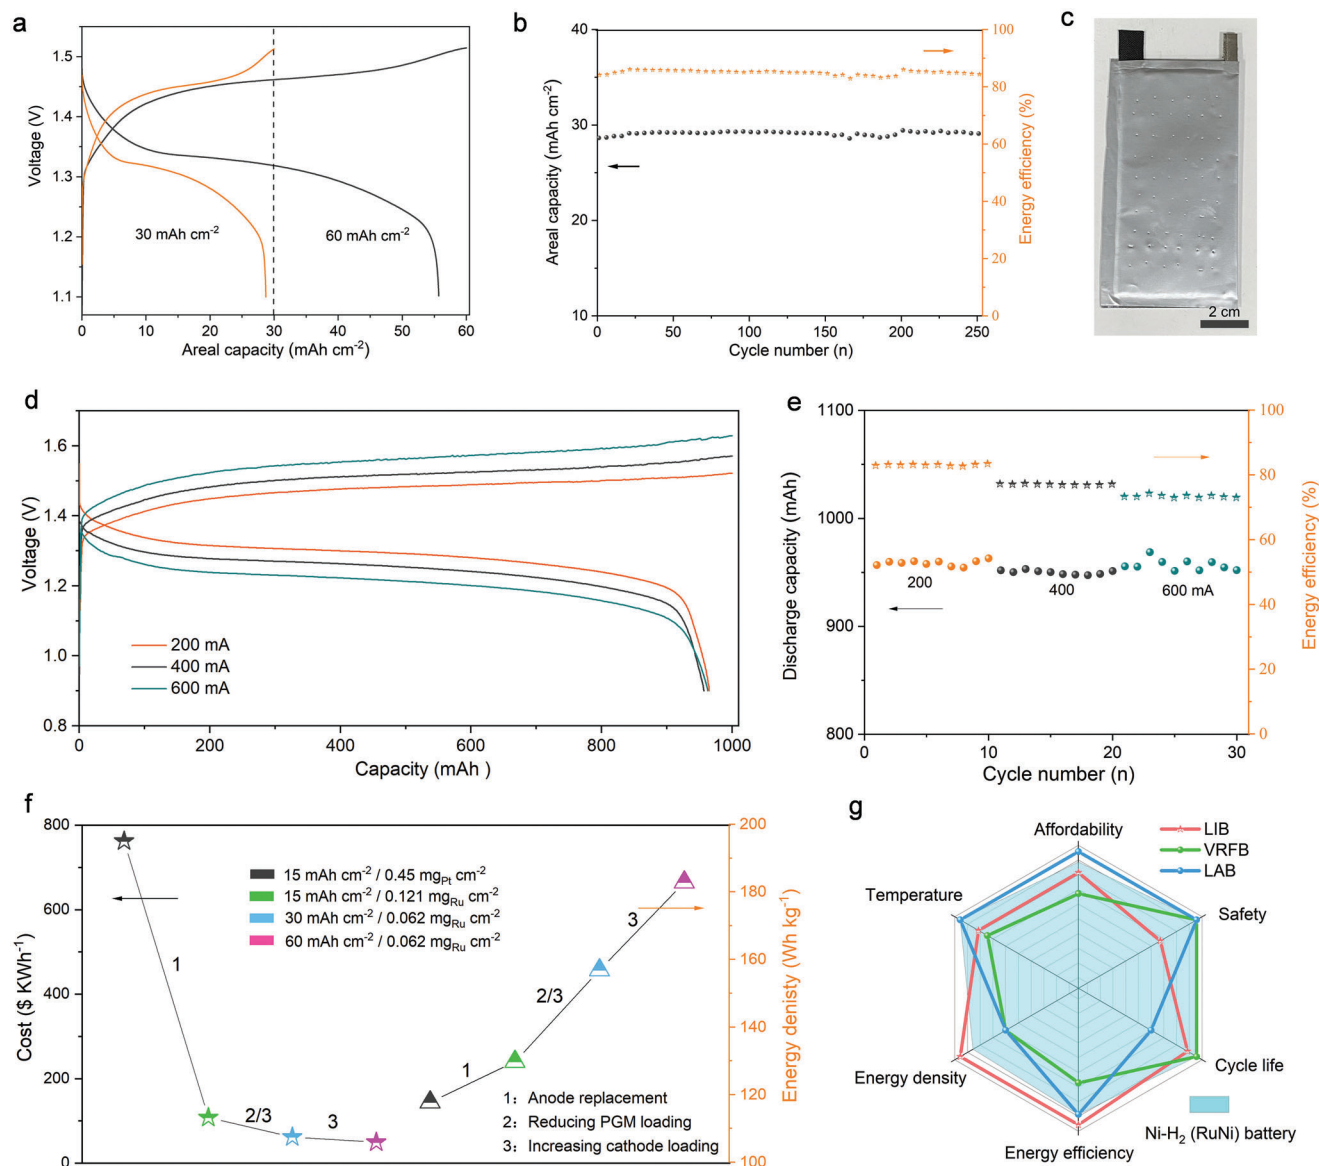 a
Voltage (V)
1.5
1.4
1.3
1.2
1.1
30 mAh cm⁻²
60 mAh cm⁻²
0 10 20 30 40 50 60
Areal capacity (mAh cm⁻²)
b
Areal capacity (mAh cm⁻²)
40
30
20
10
100
80
60
40
20
0
Energy efficiency (%)
0 50 100 150 200 250
Cycle number (n)
c
2 cm
d
Voltage (V)
1.6
1.4
1.2
1.0
0.8
200 mA
400 mA
600 mA
0 200 400 600 800 1000
Capacity (mAh )
e
Discharge capacity (mAh)
1100
1000
950
900
850
800
200
400
600 mA
100
80
60
40
20
0
Energy efficiency (%)
0 10 20 30
Cycle number (n)
f
Cost ($ KWh⁻¹)
800
600
400
200
0
15 mAh cm⁻² / 0.45 mg_Pt cm⁻²
15 mAh cm⁻² / 0.121 mg_Ru cm⁻²
30 mAh cm⁻² / 0.062 mg_Ru cm⁻²
60 mAh cm⁻² / 0.062 mg_Ru cm⁻²
1
2/3
3
1
2/3
3
1: Anode replacement
2: Reducing PGM loading
3: Increasing cathode loading
200
180
160
140
120
100
Energy denisty (Wh kg⁻¹)
g
LIB
VRFB
LAB
Affordability
Temperature
Safety
Energy density
Cycle life
Energy efficiency
Ni-H₂ (RuNi) battery